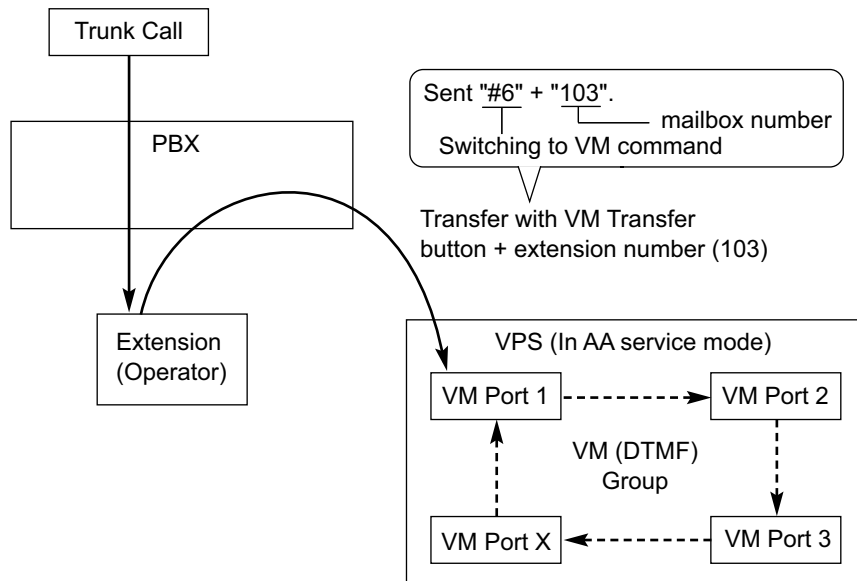 Trunk Call
PBX
Sent "#6" + "103".
mailbox number
Switching to VM command
Transfer with VM Transfer
button + extension number (103)
Extension
(Operator)
VPS (In AA service mode)
VM Port 1
VM Port 2
VM (DTMF)
Group
VM Port X
VM Port 3